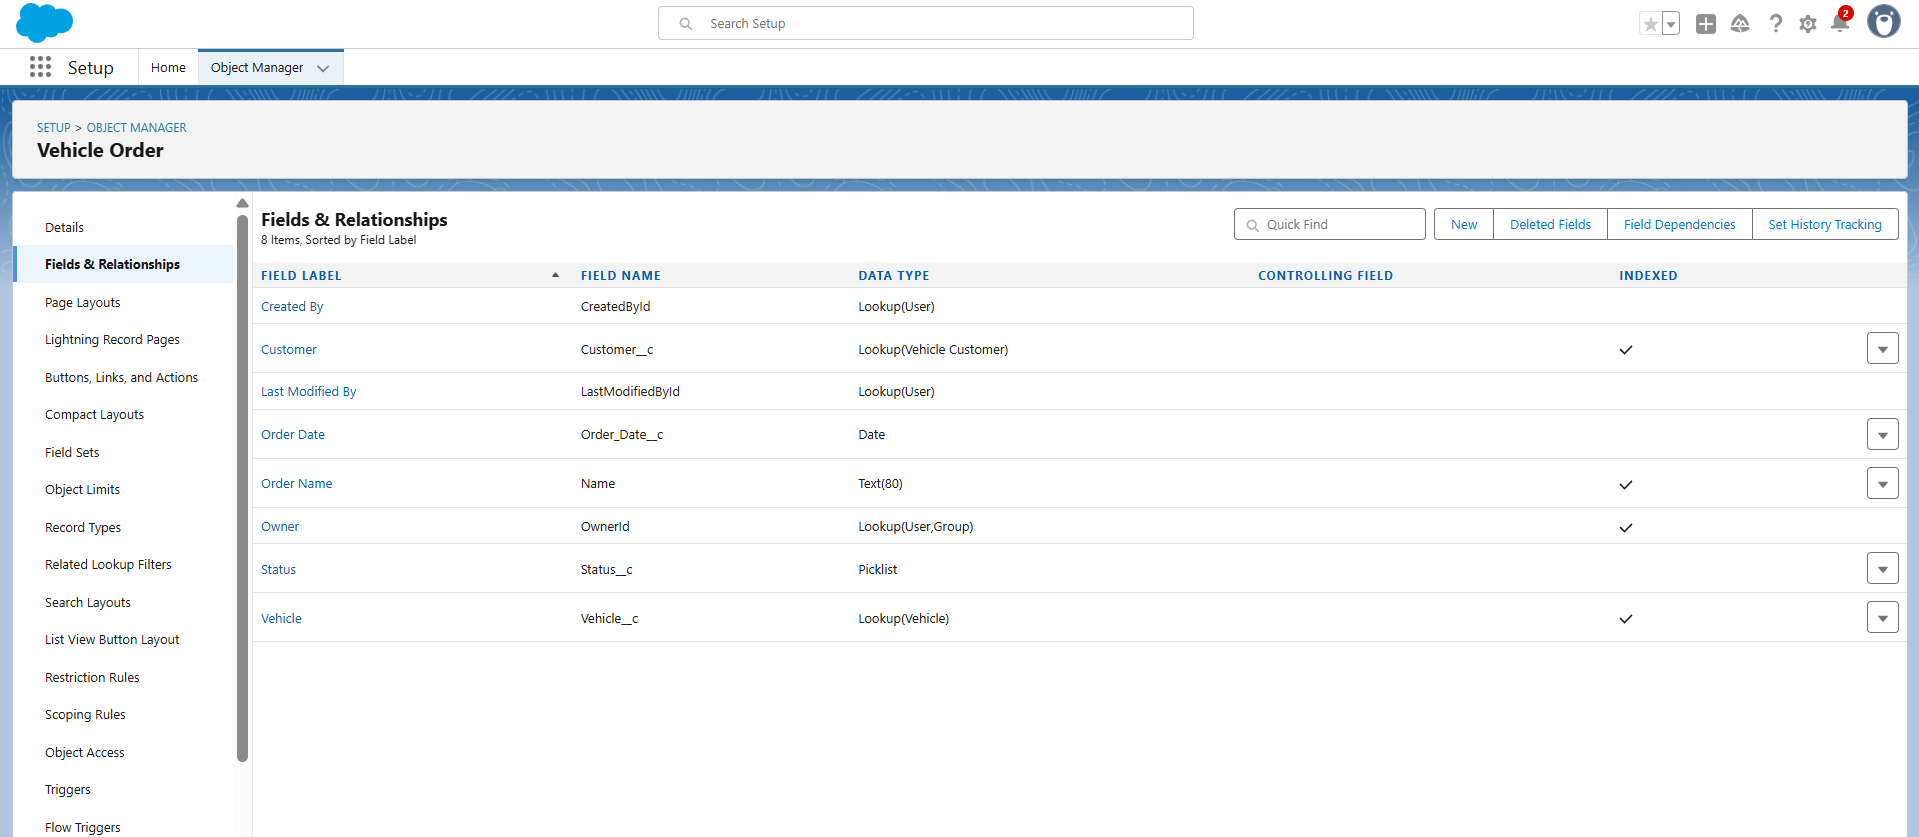 Search Setup
2
Setup
Home
Object Manager
SETUP > OBJECT MANAGER
Vehicle Order
Details
Fields & Relationships
Page Layouts
Lightning Record Pages
Buttons, Links, and Actions
Compact Layouts
Field Sets
Object Limits
Record Types
Related Lookup Filters
Search Layouts
List View Button Layout
Restriction Rules
Scoping Rules
Object Access
Triggers
Flow Triggers
Fields & Relationships
8 Items, Sorted by Field Label
Quick Find
New
Deleted Fields
Field Dependencies
Set History Tracking
FIELD LABEL FIELD NAME DATA TYPE CONTROLLING FIELD INDEXED
Created By CreatedById Lookup(User)
Customer Customer__c Lookup(Vehicle Customer)
Last Modified By LastModifiedById Lookup(User)
Order Date Order_Date__c Date
Order Name Name Text(80)
Owner OwnerId Lookup(User,Group)
Status Status__c Picklist
Vehicle Vehicle__c Lookup(Vehicle)